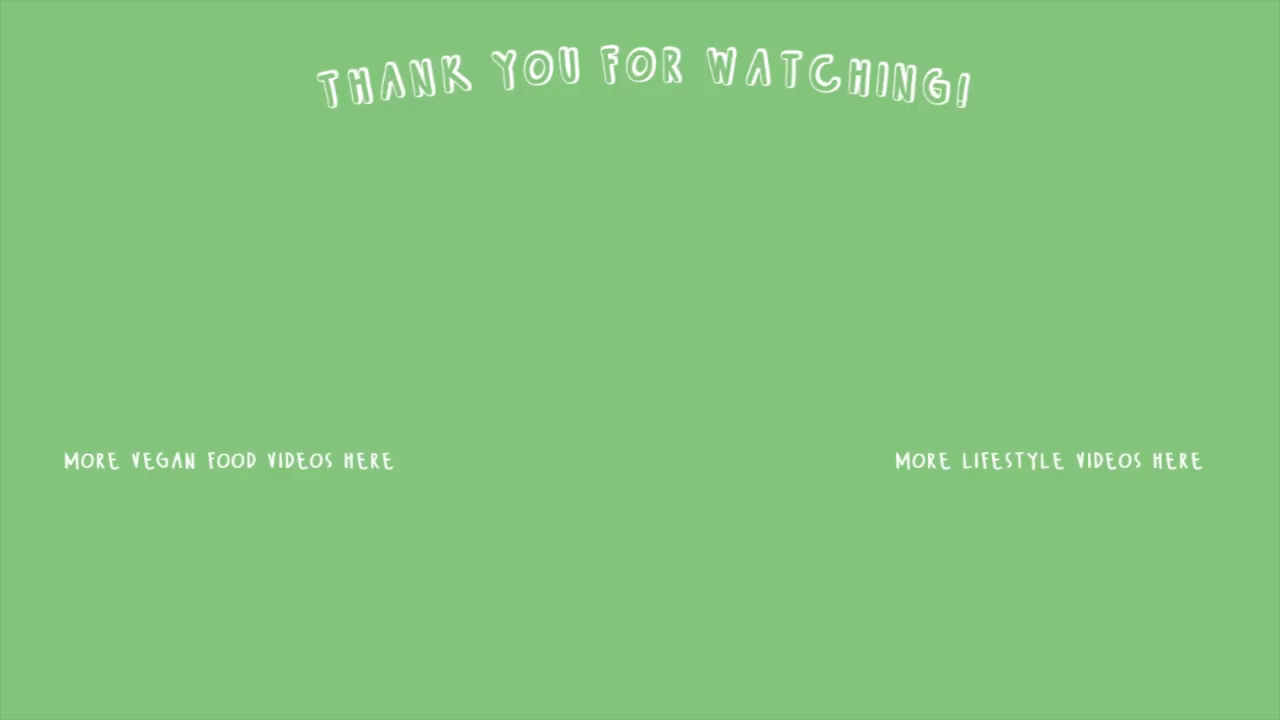 THANK YOU FOR WATCHING!
MORE VEGAN FOOD VIDEOS HERE
MORE LIFESTYLE VIDEOS HERE